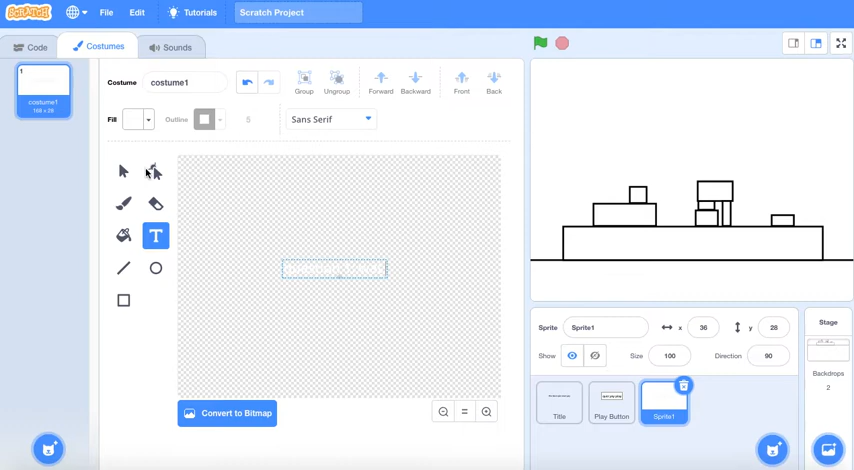 SCRATCH File Edit Tutorials Scratch Project
Code Costumes Sounds
1
costume1
168 x 26
Costume costume1 Group Ungroup Forward Backward Front Back
Fill Outline 5 Sans Serif
T
Convert to Bitmap
Sprite Sprite1 x 36 y 28
Show Size 100 Direction 90
Title Play Button Sprite1
Stage
Backdrops
2